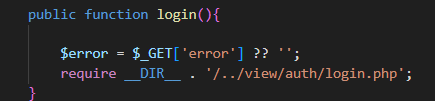 public function login(){
$error = $_GET['error'] ?? '';
require __DIR__ . '/../view/auth/login.php';
}